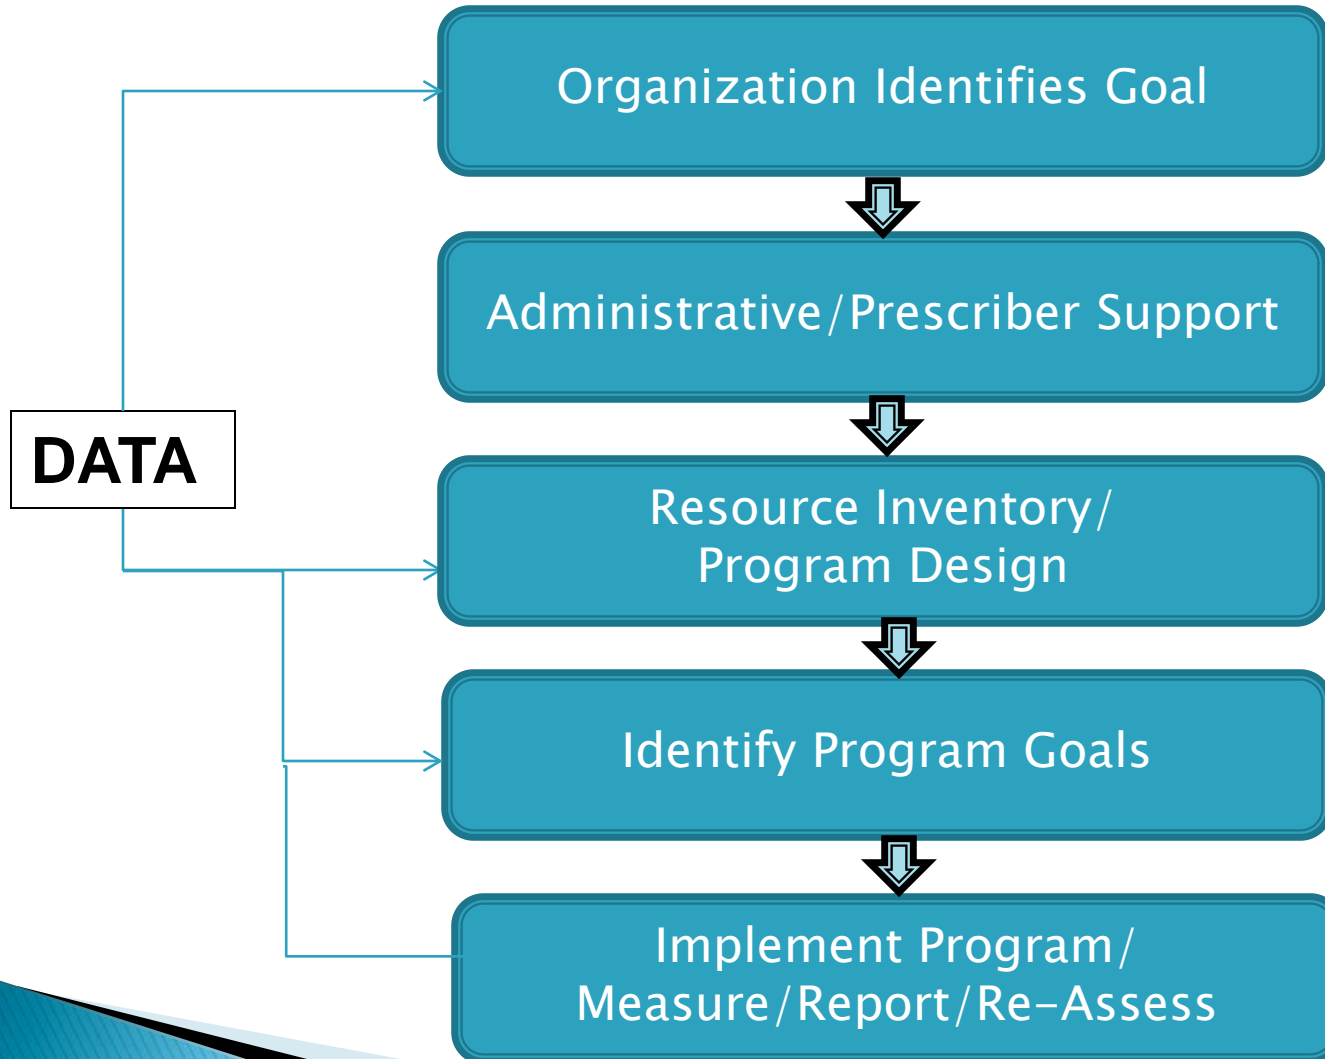 Organization Identifies Goal
Administrative/Prescriber Support
DATA
Resource Inventory/
Program Design
Identify Program Goals
Implement Program/
Measure/Report/Re-Assess